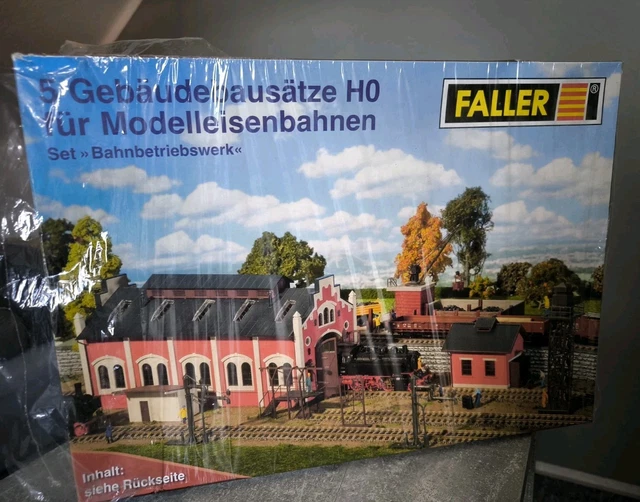 5 Gebäudebausätze H0
für Modelleisenbahnen
Set »Bahnbetriebswerk«
FALLER ®
Inhalt:
siehe Rückseite